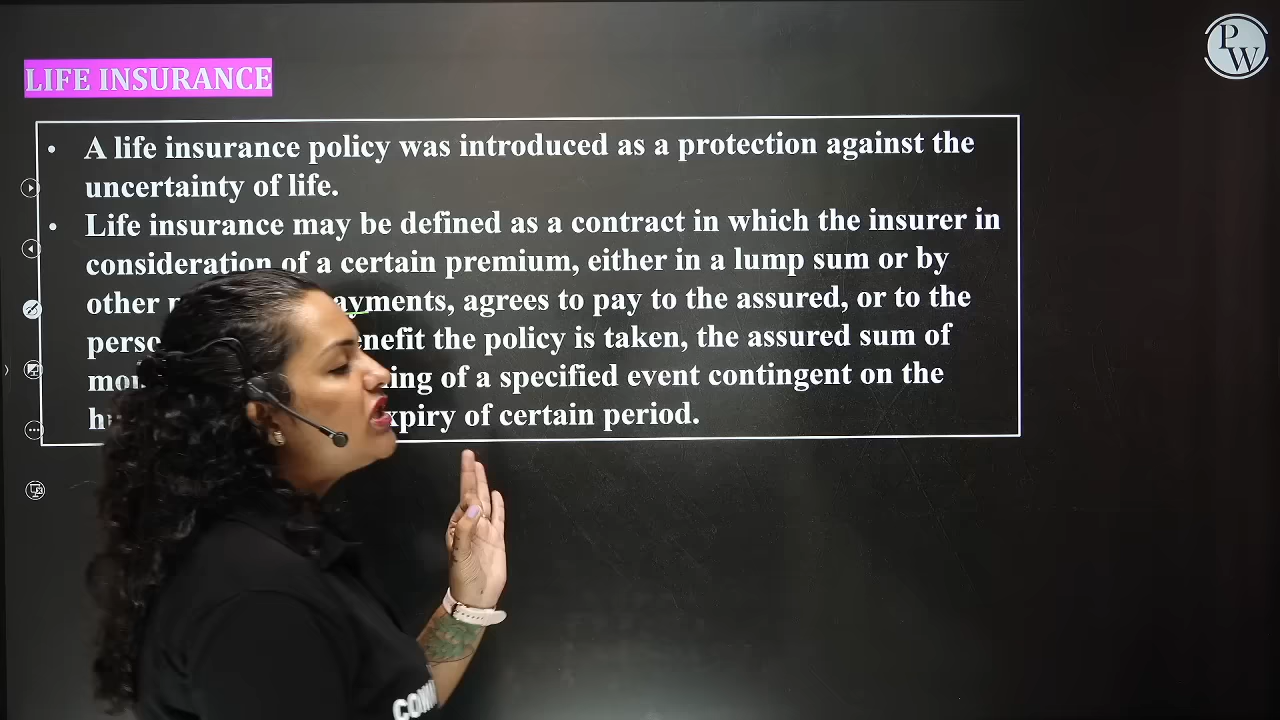 LIFE INSURANCE
PW
• A life insurance policy was introduced as a protection against the
uncertainty of life.
• Life insurance may be defined as a contract in which the insurer in
consideration of a certain premium, either in a lump sum or by
other ayments, agrees to pay to the assured, or to the
enefit the policy is taken, the assured sum of
of a specified event contingent on the
xpiry of certain period.